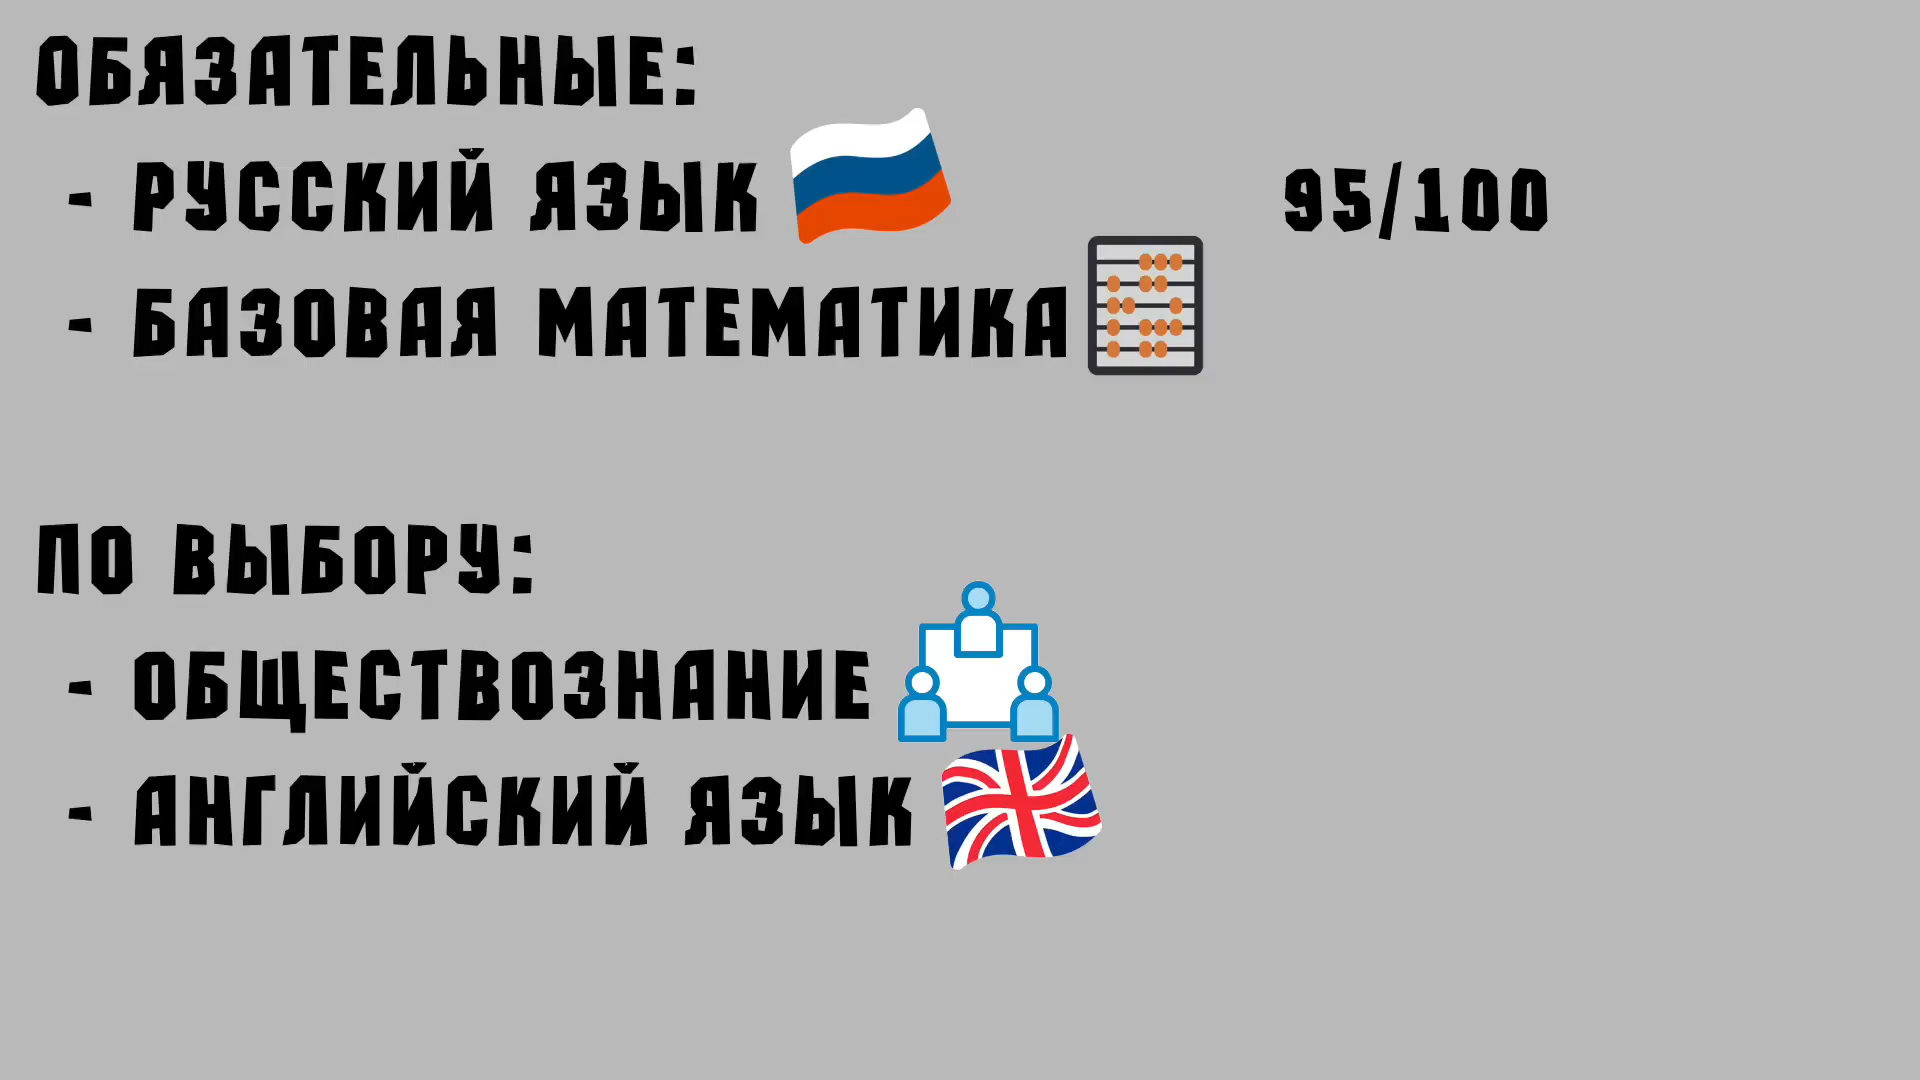 ОБЯЗАТЕЛЬНЫЕ:
- РУССКИЙ ЯЗЫК 95/100
- БАЗОВАЯ МАТЕМАТИКА
ПО ВЫБОРУ:
- ОБЩЕСТВОЗНАНИЕ
- АНГЛИЙСКИЙ ЯЗЫК